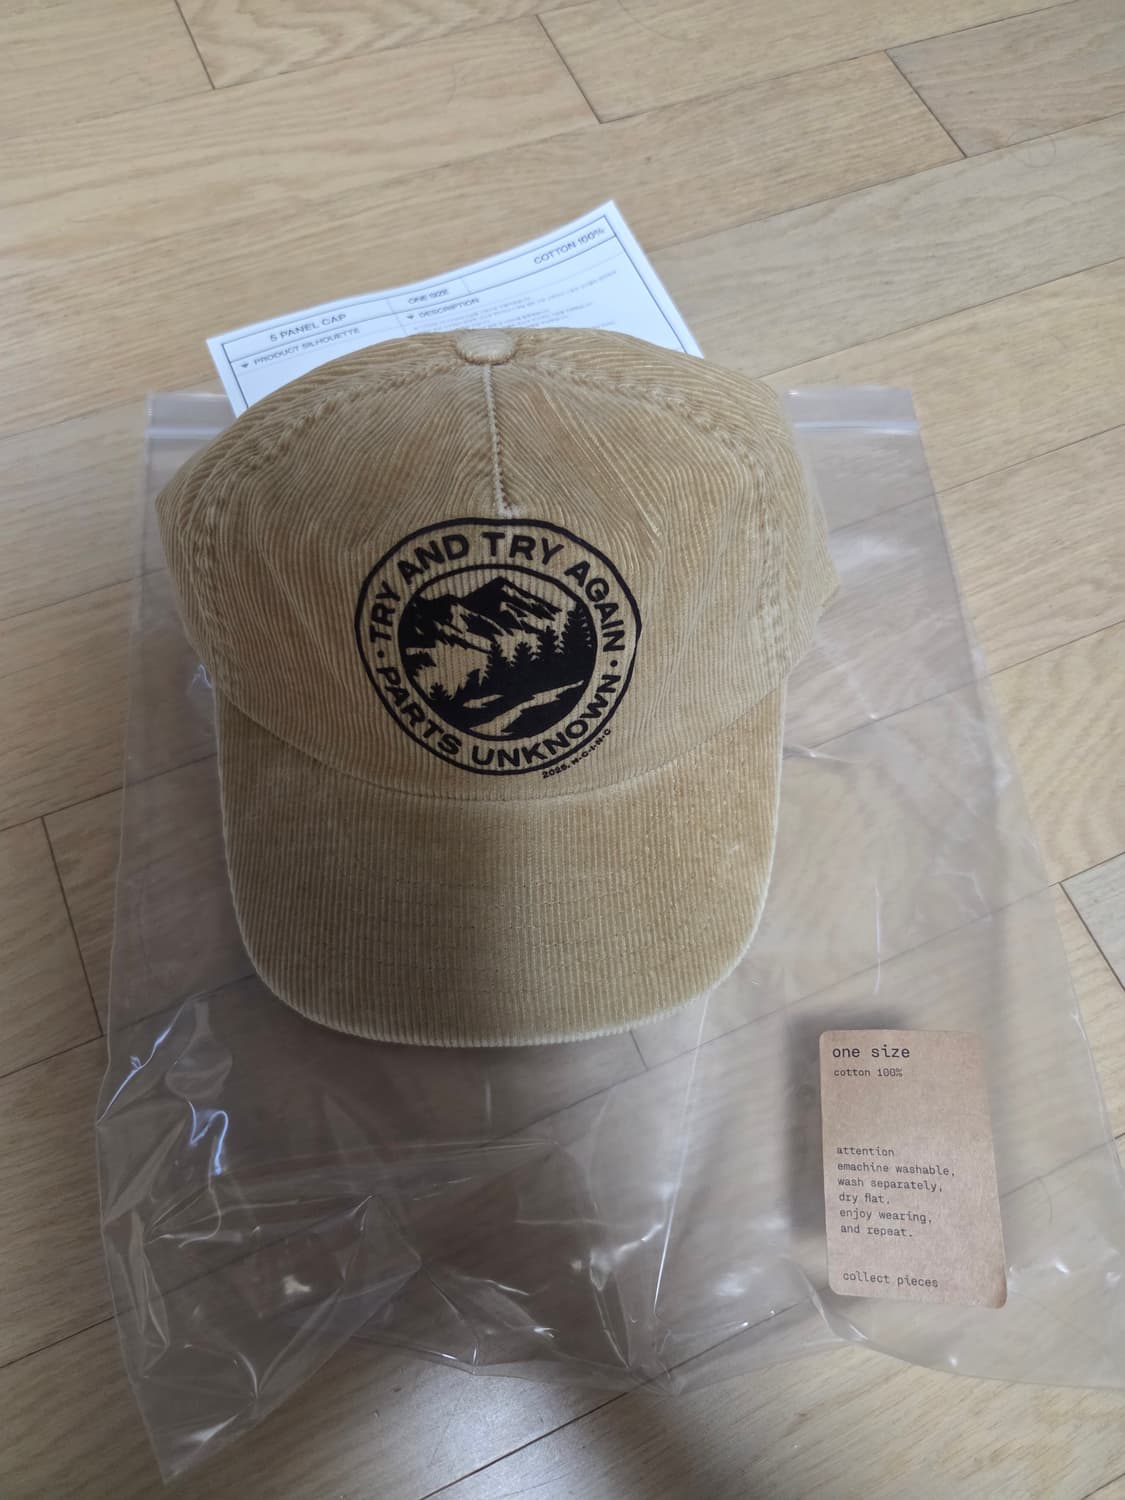 5 PANEL CAP
ONE SIZE
COTTON 100%
PRODUCT SILHOUETTE
DESCRIPTION
TRY AND TRY AGAIN
· PARTS UNKNOWN ·
2025. W·C·I·N·C
one size
cotton 100%
attention
emachine washable,
wash separately,
dry flat,
enjoy wearing,
and repeat.
collect pieces